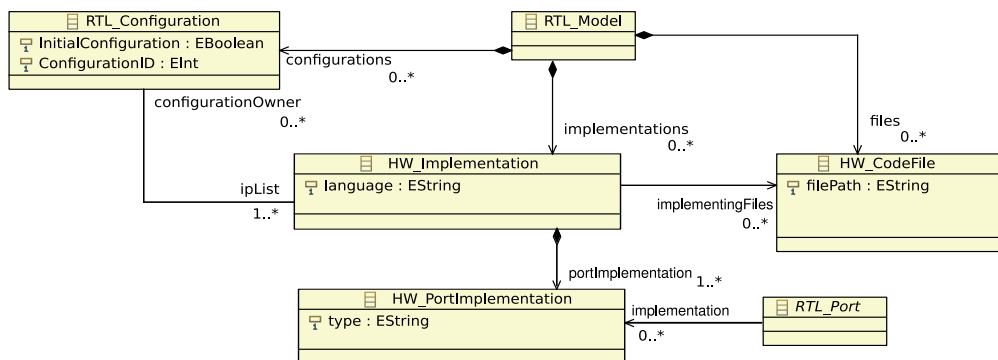 RTL_Configuration
InitialConfiguration : EBoolean
ConfigurationID : EInt
RTL_Model
configurations
0..*
configurationOwner
0..*
implementations
0..*
files
0..*
HW_Implementation
language : EString
HW_CodeFile
filePath : EString
ipList
1..*
implementingFiles
0..*
portImplementation
1..*
HW_PortImplementation
type : EString
implementation
0..*
RTL_Port